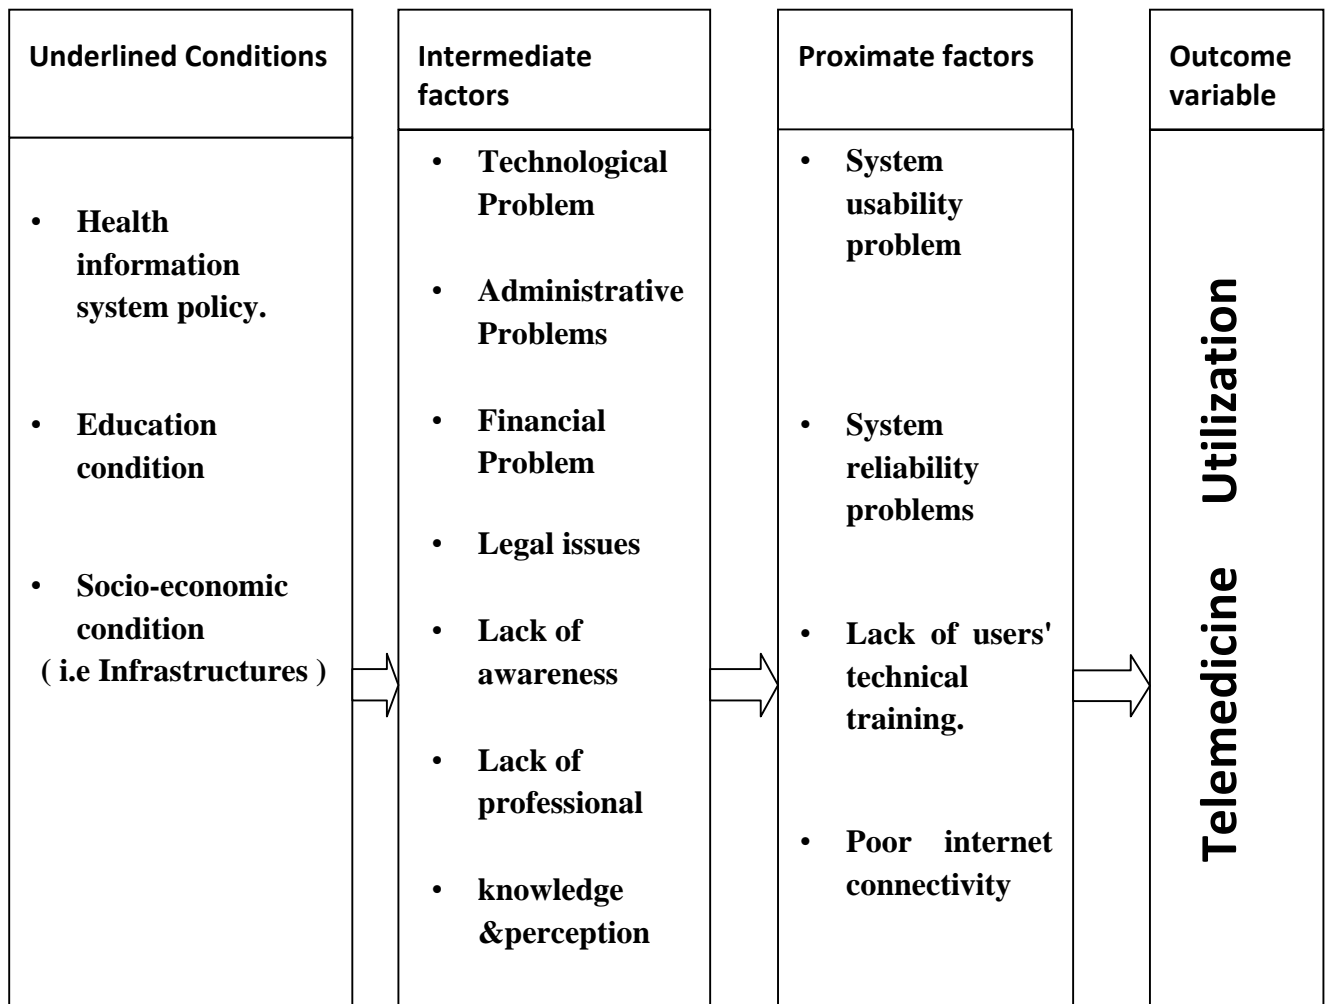 Underlined Conditions
• Health
information
system policy.
• Education
condition
• Socio-economic
condition
( i.e Infrastructures )
Intermediate
factors
• Technological
Problem
• Administrative
Problems
• Financial
Problem
• Legal issues
• Lack of
awareness
• Lack of
professional
• knowledge
&perception
Proximate factors
• System
usability
problem
• System
reliability
problems
• Lack of users'
technical
training.
• Poor internet
connectivity
Outcome
variable
Telemedicine Utilization